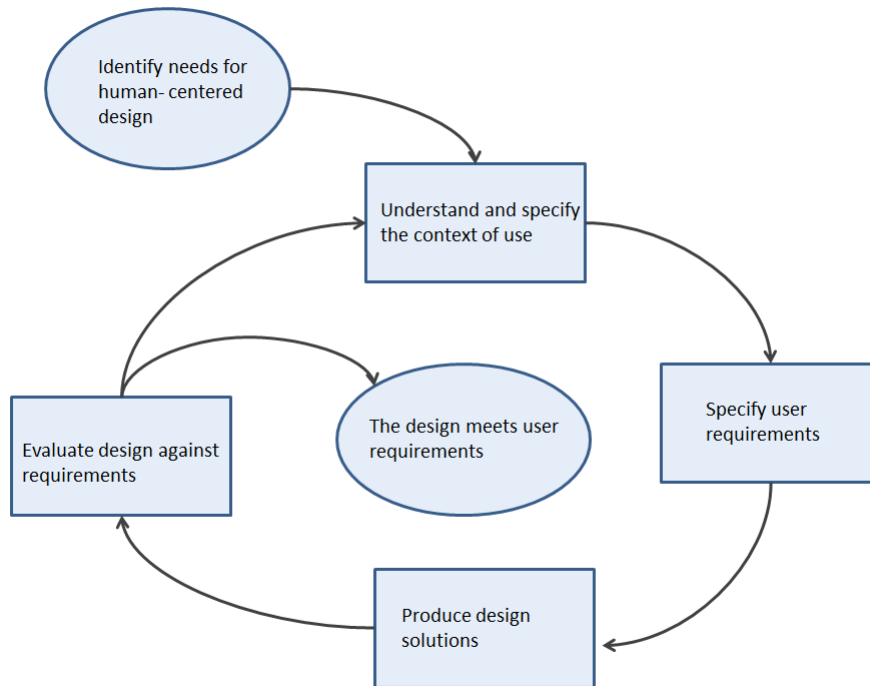 Identify needs for
human- centered
design
Understand and specify
the context of use
Specify user
requirements
Produce design
solutions
Evaluate design against
requirements
The design meets user
requirements